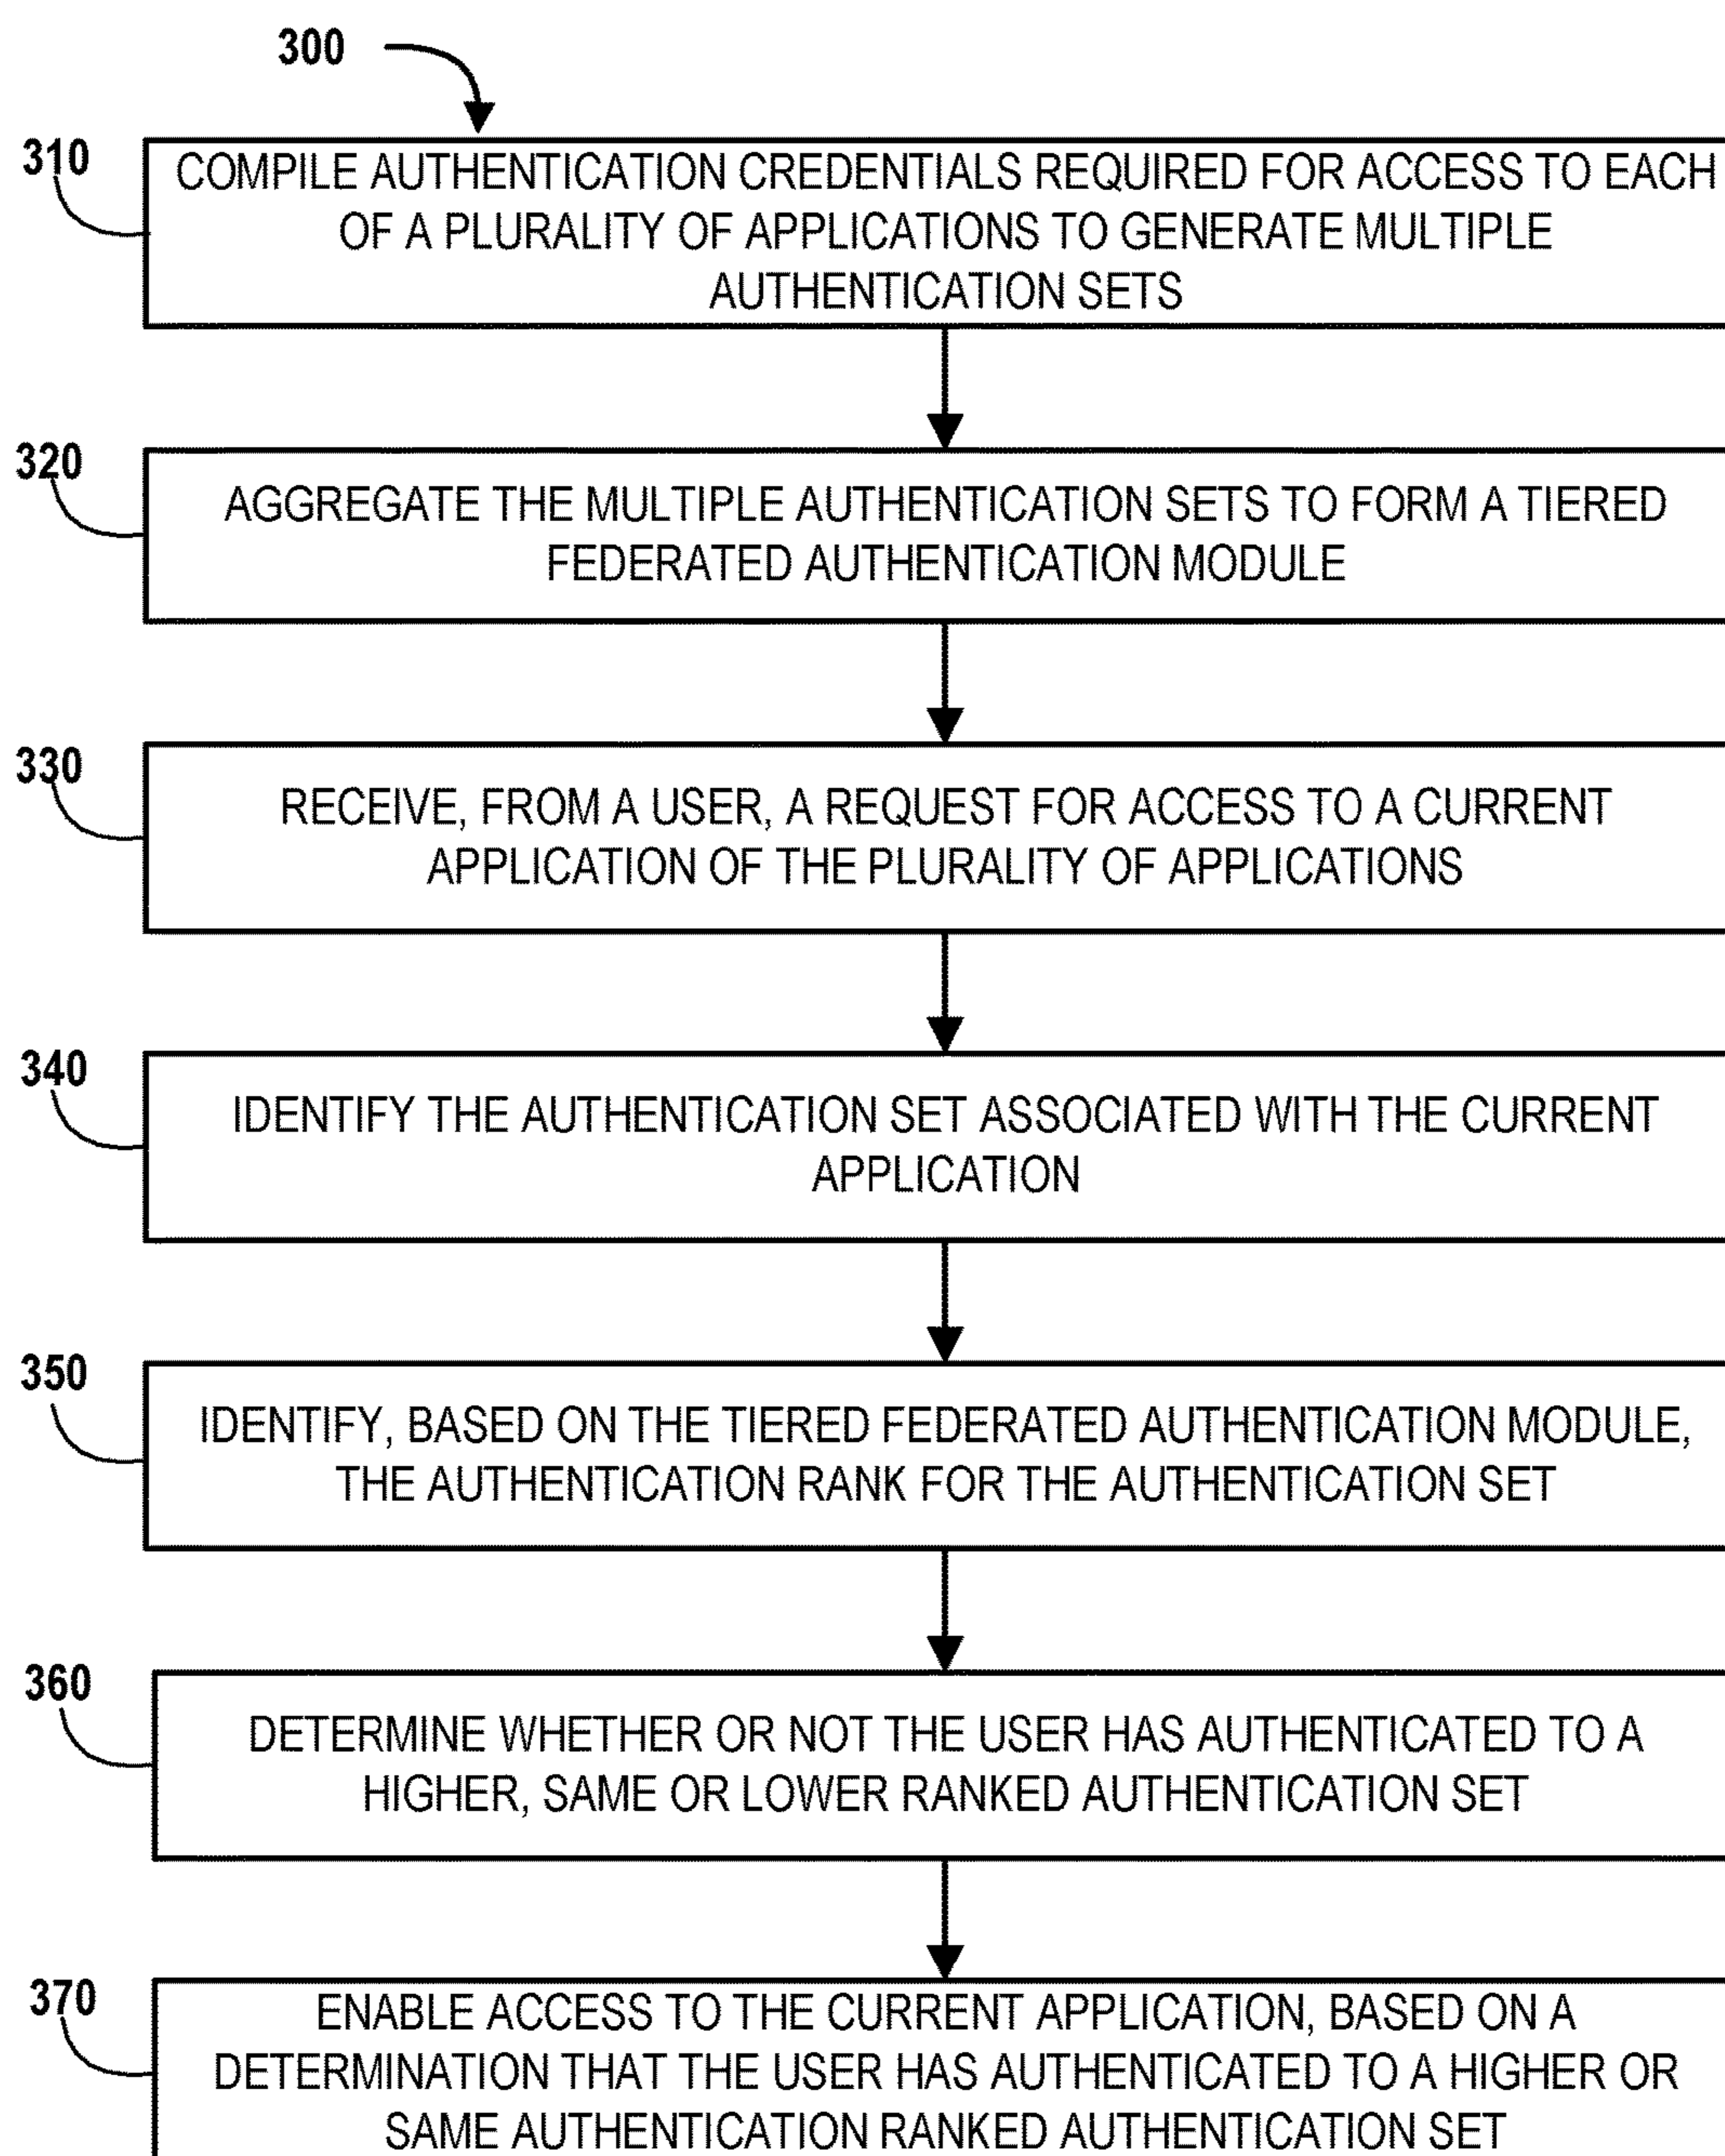 300
310
COMPILE AUTHENTICATION CREDENTIALS REQUIRED FOR ACCESS TO EACH
OF A PLURALITY OF APPLICATIONS TO GENERATE MULTIPLE
AUTHENTICATION SETS
320
AGGREGATE THE MULTIPLE AUTHENTICATION SETS TO FORM A TIERED
FEDERATED AUTHENTICATION MODULE
330
RECEIVE, FROM A USER, A REQUEST FOR ACCESS TO A CURRENT
APPLICATION OF THE PLURALITY OF APPLICATIONS
340
IDENTIFY THE AUTHENTICATION SET ASSOCIATED WITH THE CURRENT
APPLICATION
350
IDENTIFY, BASED ON THE TIERED FEDERATED AUTHENTICATION MODULE,
THE AUTHENTICATION RANK FOR THE AUTHENTICATION SET
360
DETERMINE WHETHER OR NOT THE USER HAS AUTHENTICATED TO A
HIGHER, SAME OR LOWER RANKED AUTHENTICATION SET
370
ENABLE ACCESS TO THE CURRENT APPLICATION, BASED ON A
DETERMINATION THAT THE USER HAS AUTHENTICATED TO A HIGHER OR
SAME AUTHENTICATION RANKED AUTHENTICATION SET